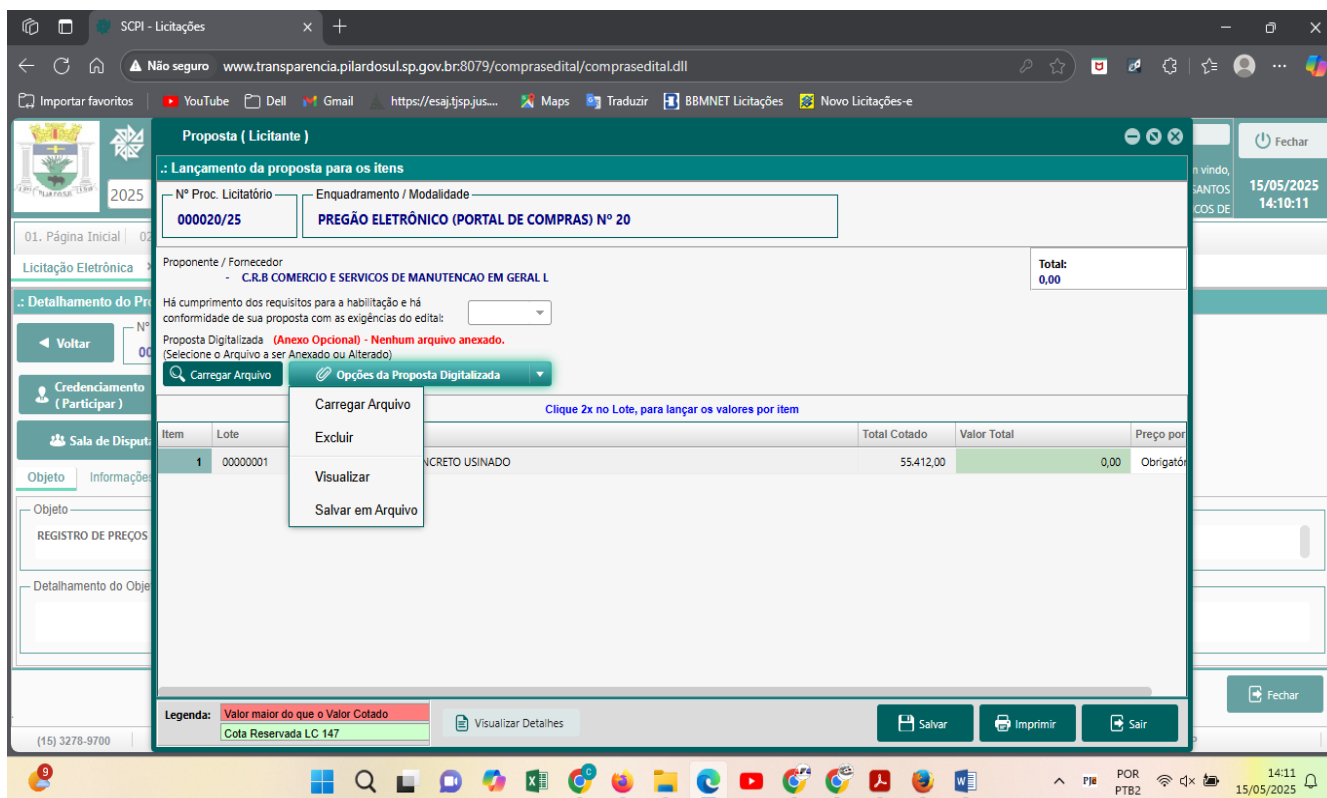 SCPI - Licitações
Não seguro www.transparencia.pilardosul.sp.gov.br:8079/comprasedital/comprasedital.dll
Importar favoritos YouTube Dell Gmail https://esaj.tjsp.jus.... Maps Traduzir BBMNET Licitações Novo Licitações-e
Proposta ( Licitante )
.: Lançamento da proposta para os itens
Nº Proc. Licitatório
000020/25
Enquadramento / Modalidade
PREGÃO ELETRÔNICO (PORTAL DE COMPRAS) Nº 20
Proponente / Fornecedor
- C.R.B COMERCIO E SERVICOS DE MANUTENCAO EM GERAL L
Total:
0,00
Há cumprimento dos requisitos para a habilitação e há
conformidade de sua proposta com as exigências do edital:
Proposta Digitalizada (Anexo Opcional) - Nenhum arquivo anexado.
(Selecione o Arquivo a ser Anexado ou Alterado)
Carregar Arquivo Opções da Proposta Digitalizada
Carregar Arquivo
Excluir
Visualizar
Salvar em Arquivo
Clique 2x no Lote, para lançar os valores por item
Item Lote Total Cotado Valor Total Preço por
1 00000001 NCRETO USINADO 55.412,00 0,00 Obrigatór
Legenda: Valor maior do que o Valor Cotado
Cota Reservada LC 147
Visualizar Detalhes Salvar Imprimir Sair
2025
01. Página Inicial 02
Licitação Eletrônica >
.: Detalhamento do Pro
Voltar Nº
00
Credenciamento
( Participar )
Sala de Disputa
Objeto Informações
Objeto
REGISTRO DE PREÇOS
Detalhamento do Obje
(15) 3278-9700
n vindo,
SANTOS
COS DE
Fechar
15/05/2025
14:10:11
Fechar
9
PJe
POR
PTB2
14:11
15/05/2025